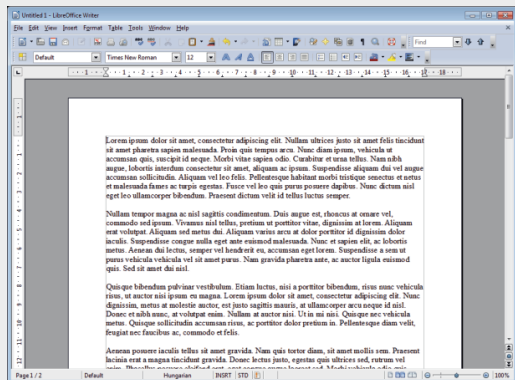 Untitled 1 - LibreOffice Writer
File Edit View Insert Format Table Tools Window Help
Find
Default Times New Roman 12
Lorem ipsum dolor sit amet, consectetur adipiscing elit. Nullam ultrices justo sit amet felis tincidunt
sit amet pharetra sapien malesuada. Proin quis tempus arcu. Nunc diam ipsum, vehicula ut
accumsan quis, suscipit id neque. Morbi vitae sapien odio. Curabitur et urna tellus. Nam nibh
augue, lobortis interdum consectetur sit amet, aliquam ac ipsum. Suspendisse aliquam dui vel augue
accumsan sollicitudin. Aliquam vel leo felis. Pellentesque habitant morbi tristique senectus et netus
et malesuada fames ac turpis egestas. Fusce vel leo quis purus posuere dapibus. Nunc dictum nisl
eget leo ullamcorper bibendum. Praesent dictum velit id tellus luctus semper.
Nullam tempor magna ac nisl sagittis condimentum. Duis augue est, rhoncus at ornare vel,
commodo sed ipsum. Vivamus nisl tellus, pretium ut porttitor vitae, dignissim at lorem. Aliquam
erat volutpat. Aliquam sed metus dui. Aliquam varius arcu at dolor porttitor id dignissim dolor
iaculis. Suspendisse congue nulla eget ante euismod malesuada. Nunc et sapien elit, ac lobortis
metus. Aenean dui lectus, semper vel hendrerit eu, accumsan eget lorem. Suspendisse a sem ut
purus vehicula vehicula vel sit amet purus. Nam gravida pharetra ante, ac auctor ligula euismod
quis. Sed sit amet dui nisl.
Quisque bibendum pulvinar vestibulum. Etiam luctus, nisi a porttitor bibendum, risus nunc vehicula
risus, ut auctor nisi ipsum eu magna. Lorem ipsum dolor sit amet, consectetur adipiscing elit. Nunc
dignissim, metus at molestie auctor, est justo sagittis mauris, at ullamcorper arcu neque id nisl.
Donec et nibh nunc, at volutpat enim. Nullam at auctor nisi. Ut in mi nisi. Quisque nec vehicula
metus. Quisque sollicitudin accumsan risus, ac porttitor dolor pretium in. Pellentesque diam velit,
feugiat nec faucibus ac, commodo et felis.
Aenean posuere iaculis tellus sit amet gravida. Nam quis tortor diam, sit amet mollis sem. Praesent
lacinia erat a magna tincidunt gravida. Donec lectus justo, egestas quis ultrices sed, rutrum vel
Page 1 / 2 Default Hungarian INSRT STD 100%